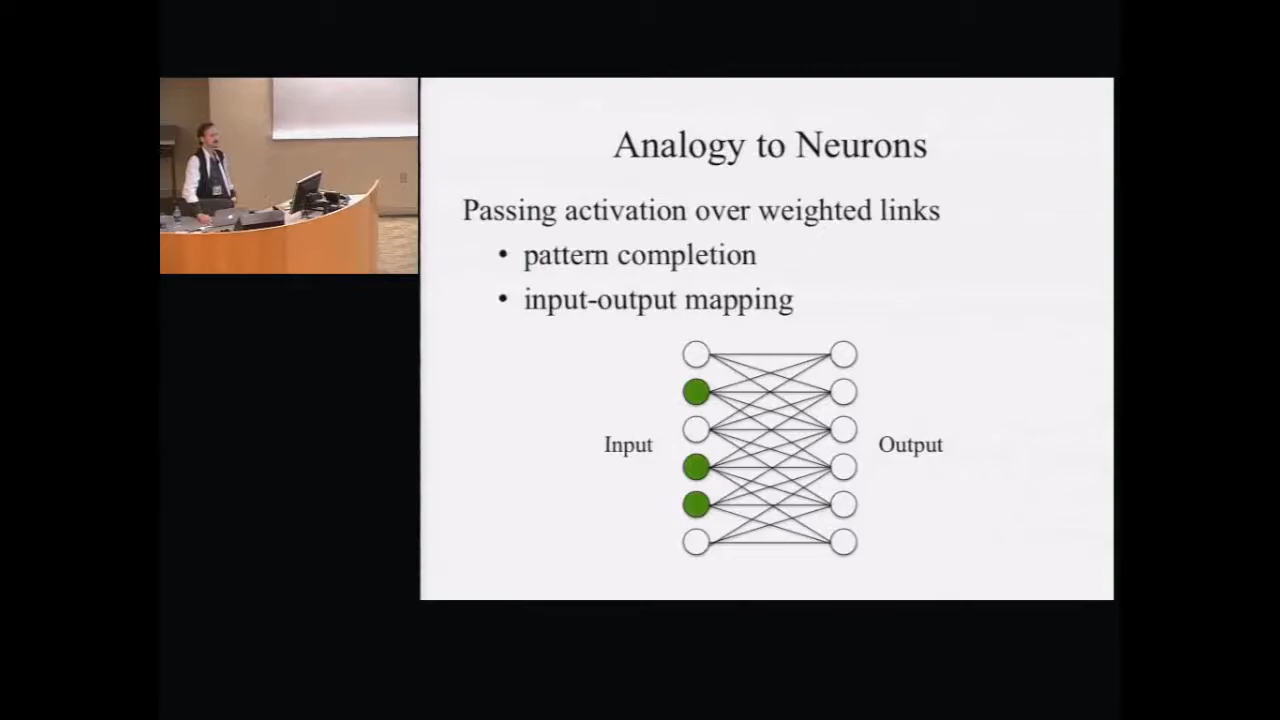 Analogy to Neurons
Passing activation over weighted links
• pattern completion
• input-output mapping
Input
Output